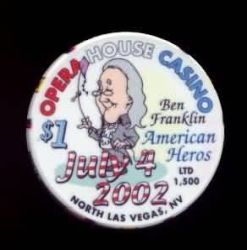 OPERA HOUSE CASINO
$1
Ben
Franklin
American
Heros
July 4
2002
LTD
1,500
NORTH LAS VEGAS, NV